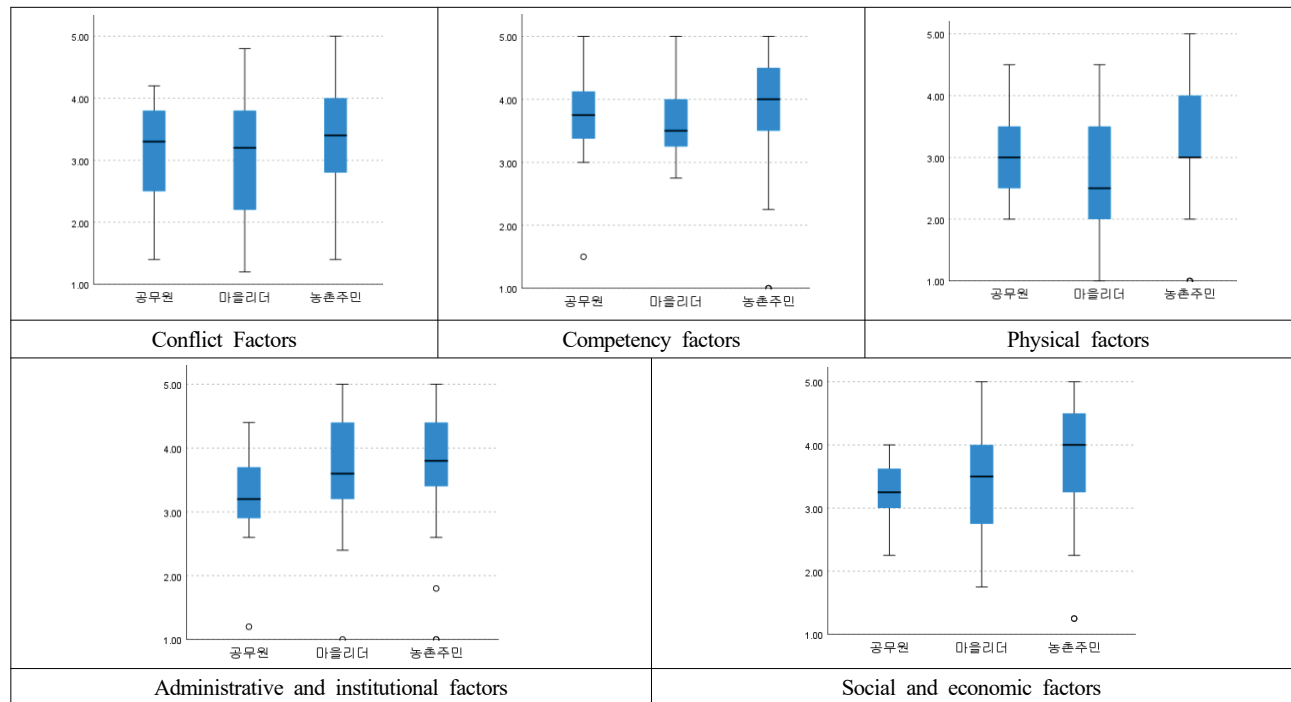 5.00
4.00
3.00
2.00
1.00
공무원 마을리더 농촌주민
Conflict Factors
5.00
4.00
3.00
2.00
1.00
공무원 마을리더 농촌주민
Competency factors
5.00
4.00
3.00
2.00
1.00
공무원 마을리더 농촌주민
Physical factors
5.00
4.00
3.00
2.00
1.00
공무원 마을리더 농촌주민
Administrative and institutional factors
5.00
4.00
3.00
2.00
1.00
공무원 마을리더 농촌주민
Social and economic factors